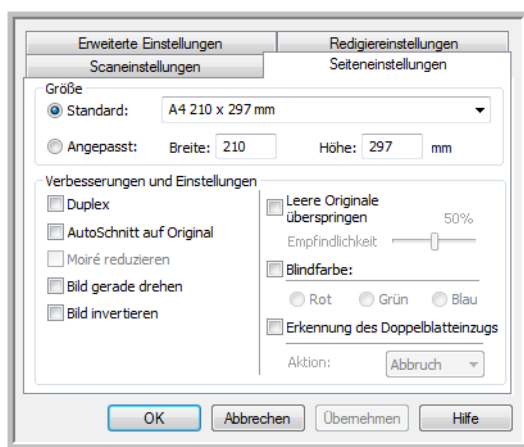 Erweiterte Einstellungen Redigiereinstellungen
Scaneinstellungen Seiteneinstellungen
Größe
Standard: A4 210 x 297 mm
Angepasst: Breite: 210 Höhe: 297 mm
Verbesserungen und Einstellungen
Duplex
AutoSchnitt auf Original
Moiré reduzieren
Bild gerade drehen
Bild invertieren
Leere Originale
überspringen 50%
Empfindlichkeit
Blindfarbe:
Rot Grün Blau
Erkennung des Doppelblatteinzugs
Aktion: Abbruch
OK Abbrechen Übernehmen Hilfe